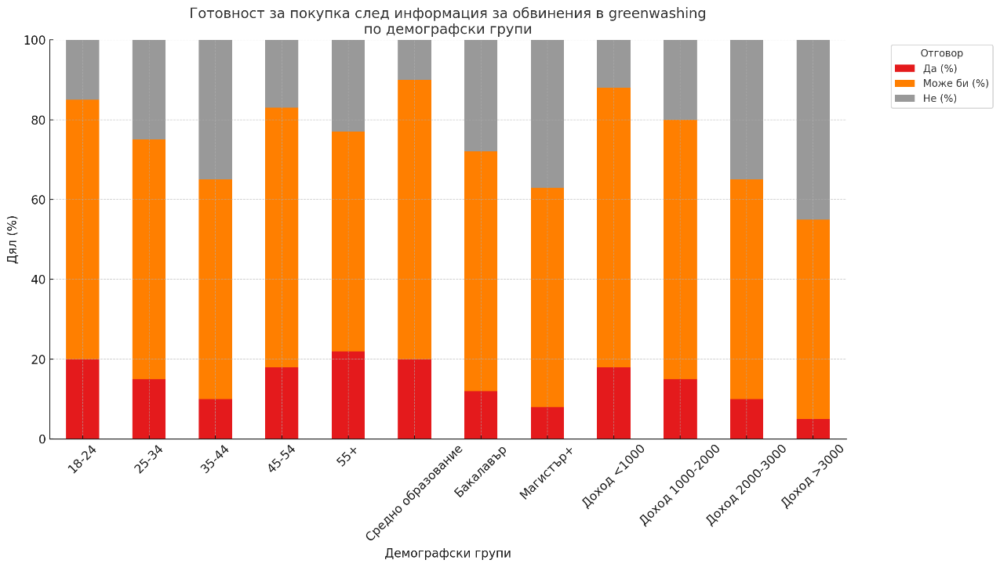 Готовност за покупка след информация за обвинения в greenwashing
по демографски групи
Отговор
Да (%)
Може би (%)
Не (%)
Дял (%)
100
80
60
40
20
0
18-24
25-34
35-44
45-54
55+
Средно образование
Бакалавър
Магистър+
Доход <1000
Доход 1000-2000
Доход 2000-3000
Доход >3000
Демографски групи